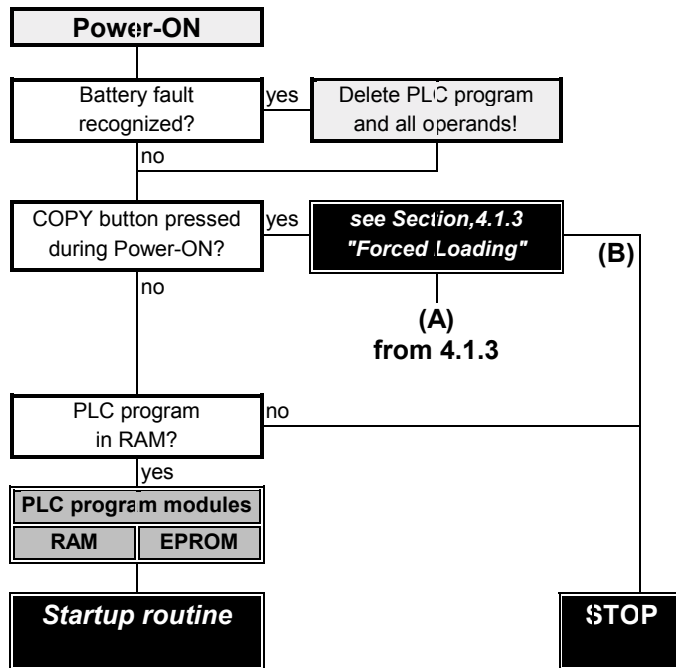 Power-ON
Battery fault
recognized?
yes
Delete PLC program
and all operands!
no
COPY button pressed
during Power-ON?
yes
see Section,4.1.3
"Forced Loading"
(B)
no
(A)
from 4.1.3
PLC program
in RAM?
no
yes
PLC program modules
RAM
EPROM
Startup routine
STOP